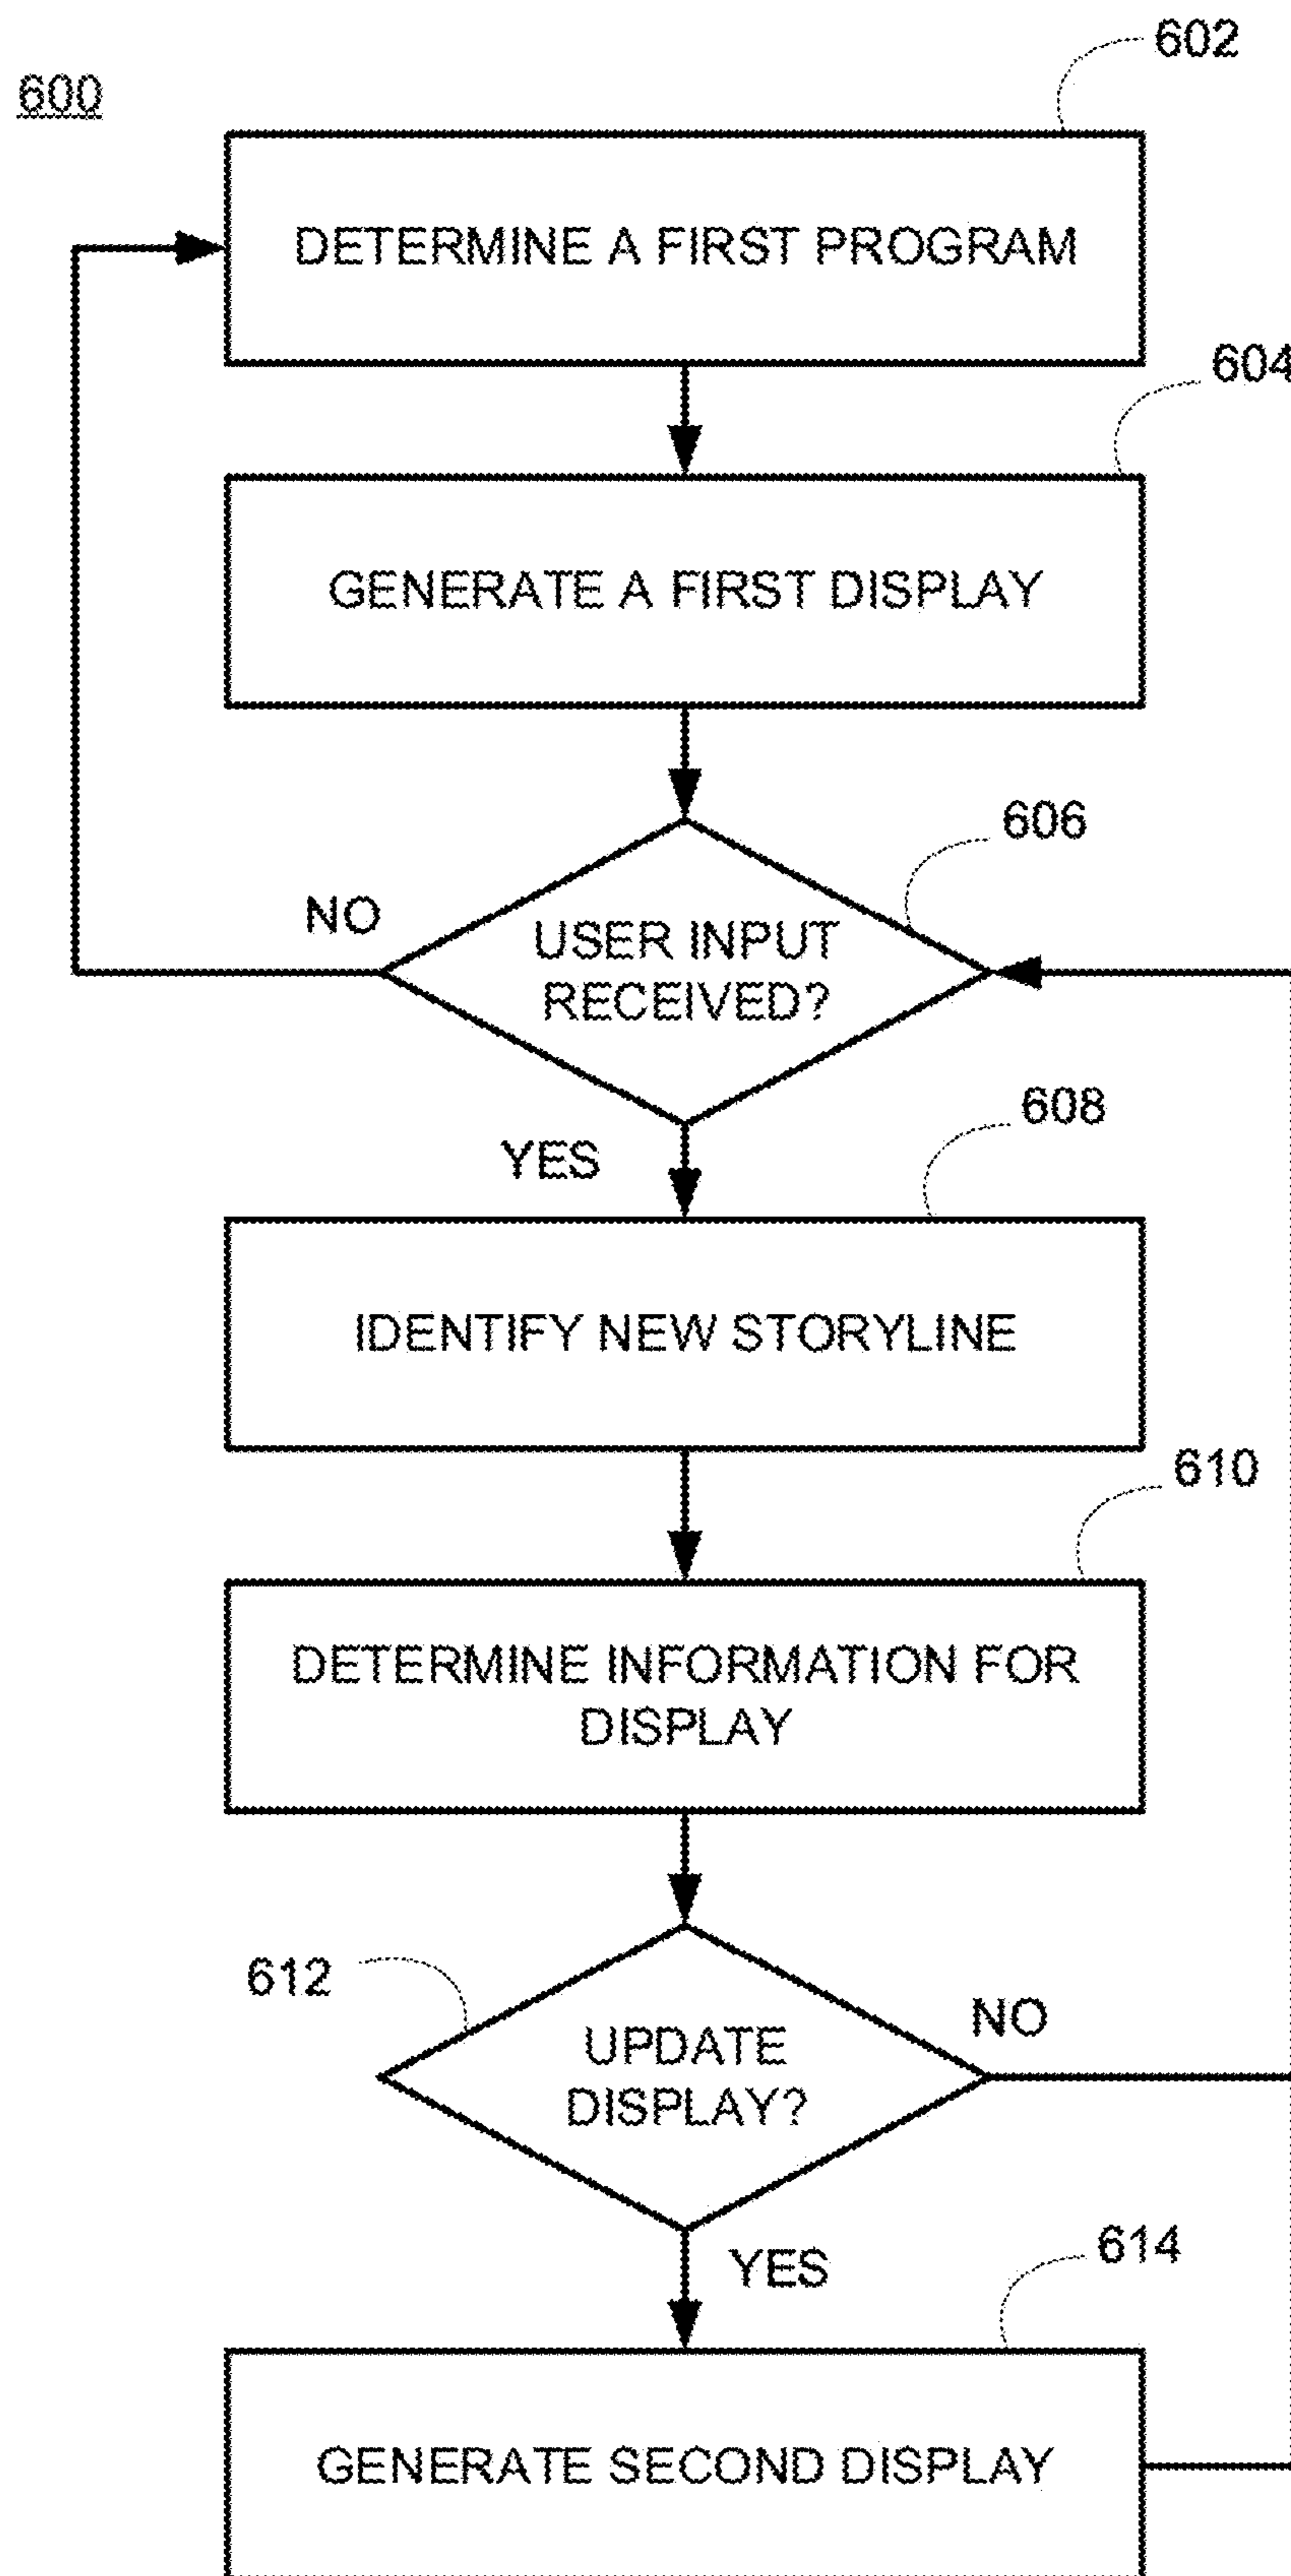 602
600
DETERMINE A FIRST PROGRAM
604
GENERATE A FIRST DISPLAY
606
NO
USER INPUT
RECEIVED?
608
YES
IDENTIFY NEW STORYLINE
610
DETERMINE INFORMATION FOR
DISPLAY
612
NO
UPDATE
DISPLAY?
YES
614
GENERATE SECOND DISPLAY